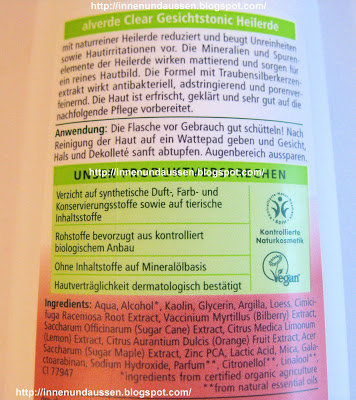 alverde Clear Gesichtstonic Heilerde
http://innenundaussen.blogspot.com/
mit naturreiner Heilerde reduziert und beugt Unreinheiten
sowie Hautirritationen vor. Die Mineralien und Spuren-
elemente der Heilerde wirken mattierend und sorgen für
ein reines Hautbild. Die Formel mit Traubensilberkerzen-
extrakt wirkt antibakteriell, adstringierend und porenver-
feinernd. Die Haut ist erfrischt, geklärt und sehr gut auf die
nachfolgende Pflege vorbereitet.
Anwendung: Die Flasche vor Gebrauch gut schütteln! Nach
Reinigung der Haut auf ein Wattepad geben und Gesicht,
Hals und Dekolleté sanft abtupfen. Augenbereich aussparen.
http://innenundaussen.blogspot.com/
Verzicht auf synthetische Duft-, Farb- und
Konservierungsstoffe sowie auf tierische
Inhaltsstoffe
Kontrollierte
Naturkosmetik
Rohstoffe bevorzugt aus kontrolliert
biologischem Anbau
Ohne Inhaltsstoffe auf Mineralölbasis
Vegan
Hautverträglichkeit dermatologisch bestätigt
Ingredients: Aqua, Alcohol*, Kaolin, Glycerin, Argilla, Loess, Cimici-
fuga Racemosa Root Extract, Vaccinium Myrtillus (Bilberry) Extract,
Saccharum Officinarum (Sugar Cane) Extract, Citrus Medica Limonum
(Lemon) Extract, Citrus Aurantium Dulcis (Orange) Fruit Extract, Acer
Saccharum (Sugar Maple) Extract, Zinc PCA, Lactic Acid, Mica, Galac-
toarabinan, Sodium Hydroxide, Parfum**, Citronellol**, Linalool**,
CI 77947
*ingredients from certified organic agriculture
**from natural essential oils
http://innenundaussen.blogspot.com/